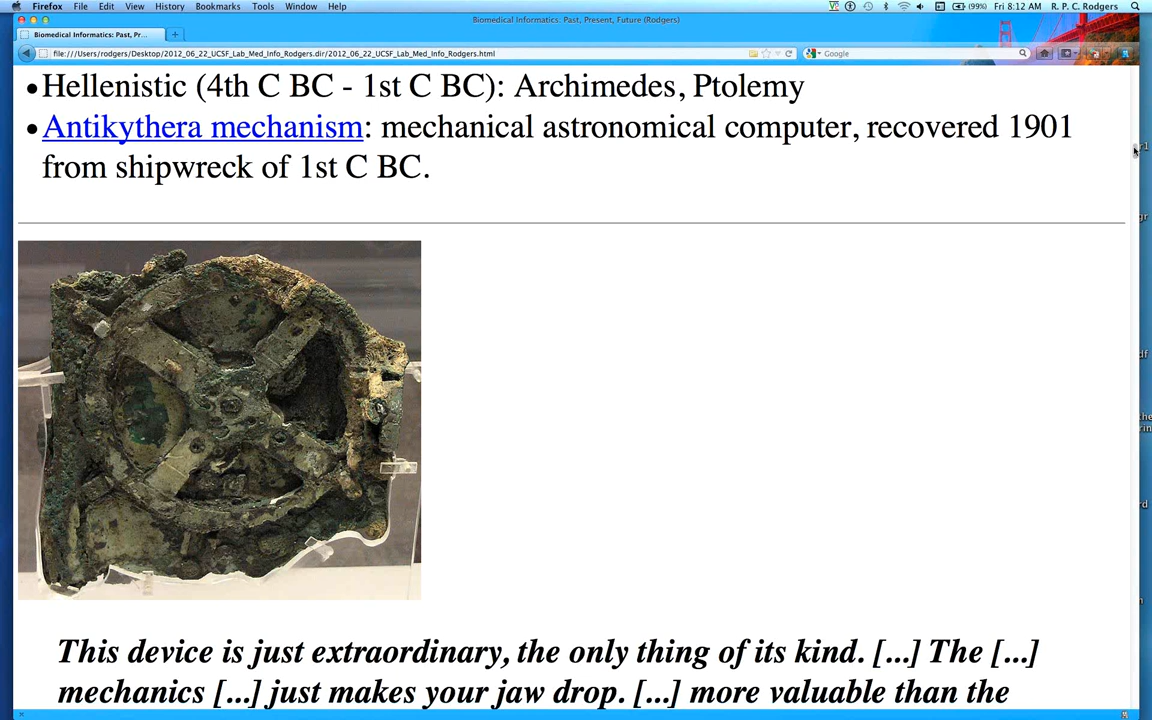 Firefox File Edit View History Bookmarks Tools Window Help (99%) Fri 8:12 AM R. P. C. Rodgers
Biomedical Informatics: Past, Present, Future (Rodgers)
Biomedical Informatics: Past, Pr... +
file:///Users/rodgers/Desktop/2012_06_22_UCSF_Lab_Med_Info_Rodgers.dir/2012_06_22_UCSF_Lab_Med_Info_Rodgers.html Google
•Hellenistic (4th C BC - 1st C BC): Archimedes, Ptolemy
•Antikythera mechanism: mechanical astronomical computer, recovered 1901
from shipwreck of 1st C BC.
This device is just extraordinary, the only thing of its kind. [...] The [...]
mechanics [...] just makes your jaw drop. [...] more valuable than the